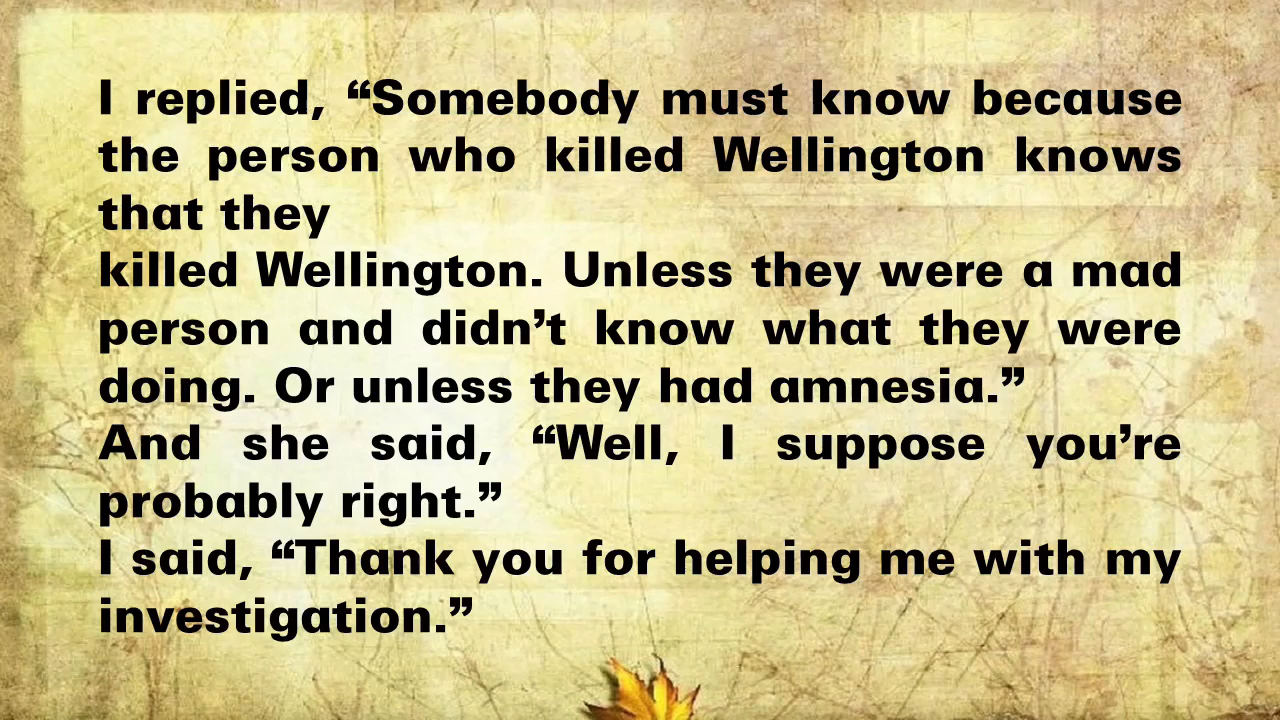 I replied, “Somebody must know because
the person who killed Wellington knows
that they
killed Wellington. Unless they were a mad
person and didn’t know what they were
doing. Or unless they had amnesia.”
And she said, “Well, I suppose you’re
probably right.”
I said, “Thank you for helping me with my
investigation.”